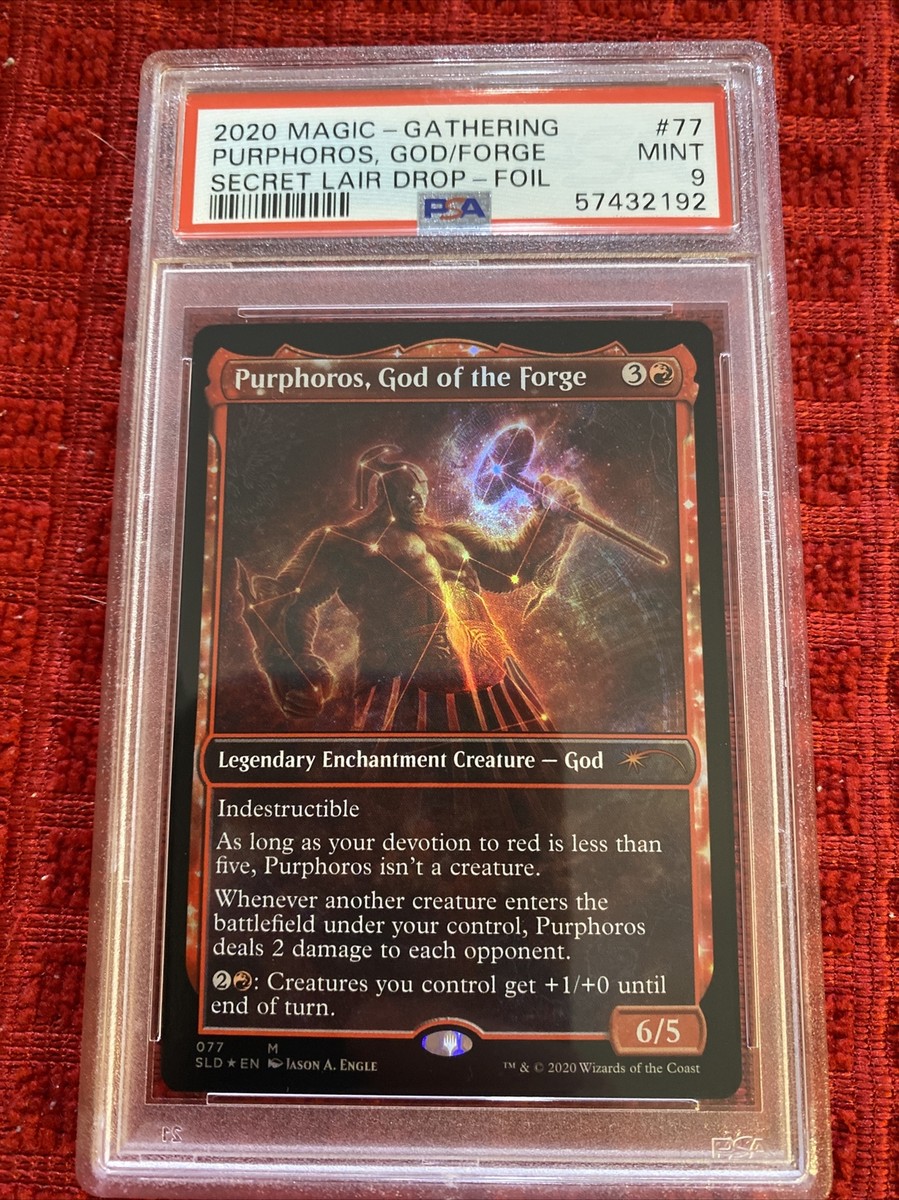 2020 MAGIC - GATHERING #77
PURPHOROS, GOD/FORGE MINT
SECRET LAIR DROP - FOIL 9
PSA 57432192
Purphoros, God of the Forge 3
Legendary Enchantment Creature — God
Indestructible
As long as your devotion to red is less than
five, Purphoros isn't a creature.
Whenever another creature enters the
battlefield under your control, Purphoros
deals 2 damage to each opponent.
2: Creatures you control get +1/+0 until
end of turn.
6/5
077 M
SLD ★ EN Jason A. Engle ™ & © 2020 Wizards of the Coast
21 PSA